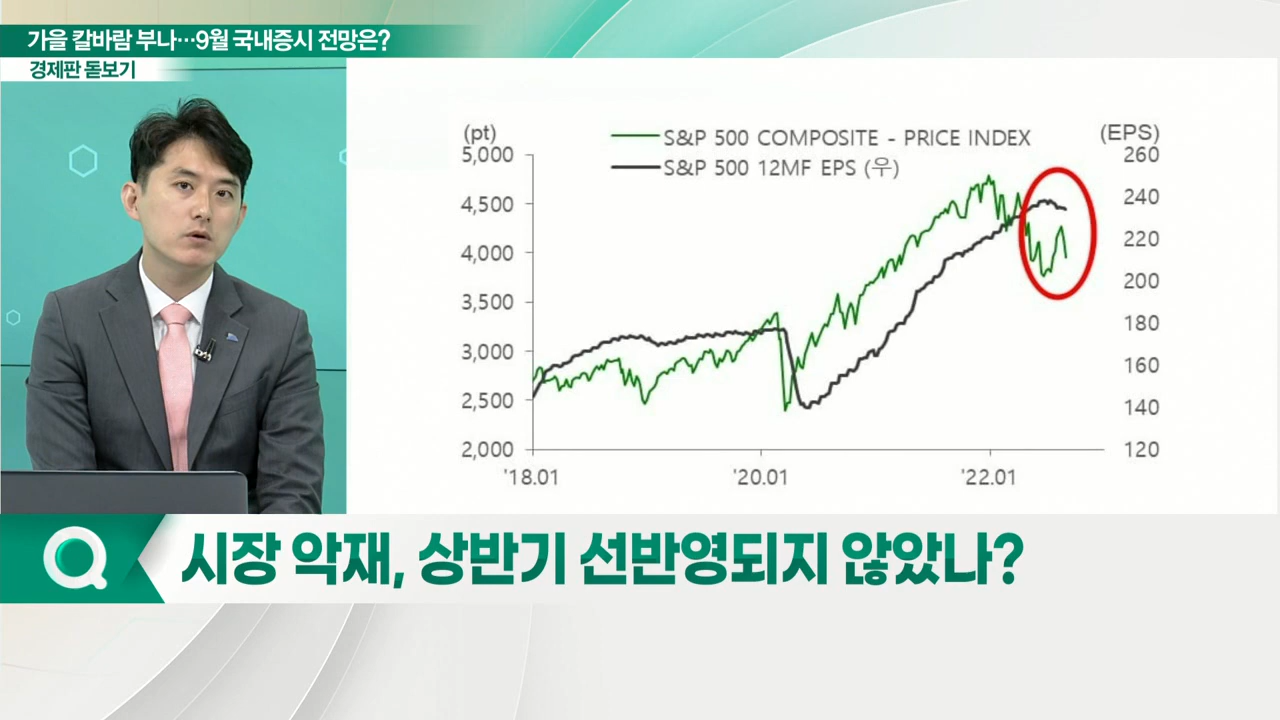 가을 칼바람 부나…9월 국내증시 전망은?
경제판 돋보기
(pt)
S&P 500 COMPOSITE - PRICE INDEX
(EPS)
S&P 500 12MF EPS (우)
5,000
4,500
4,000
3,500
3,000
2,500
2,000
260
240
220
200
180
160
140
120
'18.01
'20.01
'22.01
Q 시장 악재, 상반기 선반영되지 않았나?